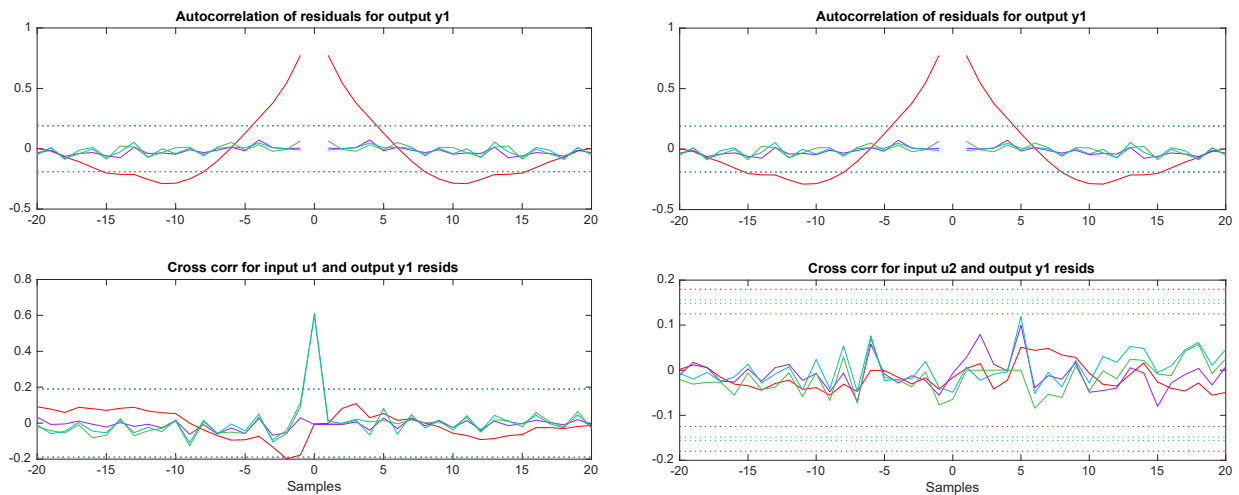 Autocorrelation of residuals for output y1
1
0.5
0
-0.5
-20 -15 -10 -5 0 5 10 15 20
Cross corr for input u1 and output y1 resids
0.8
0.6
0.4
0.2
0
-0.2
-20 -15 -10 -5 0 5 10 15 20
Samples
Autocorrelation of residuals for output y1
1
0.5
0
-0.5
-20 -15 -10 -5 0 5 10 15 20
Cross corr for input u2 and output y1 resids
0.2
0.1
0
-0.1
-0.2
-20 -15 -10 -5 0 5 10 15 20
Samples